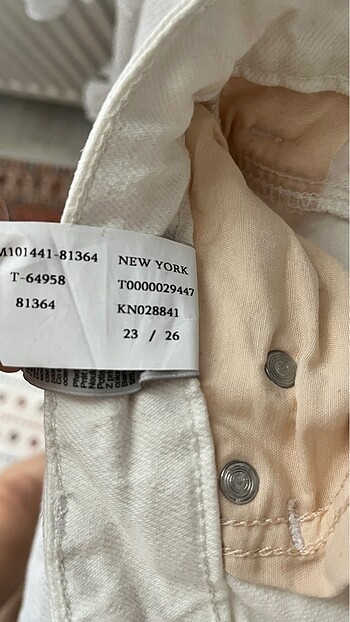 M101441-81364
T-64958
81364
NEW YORK
T0000029447
KN028841
23 / 26